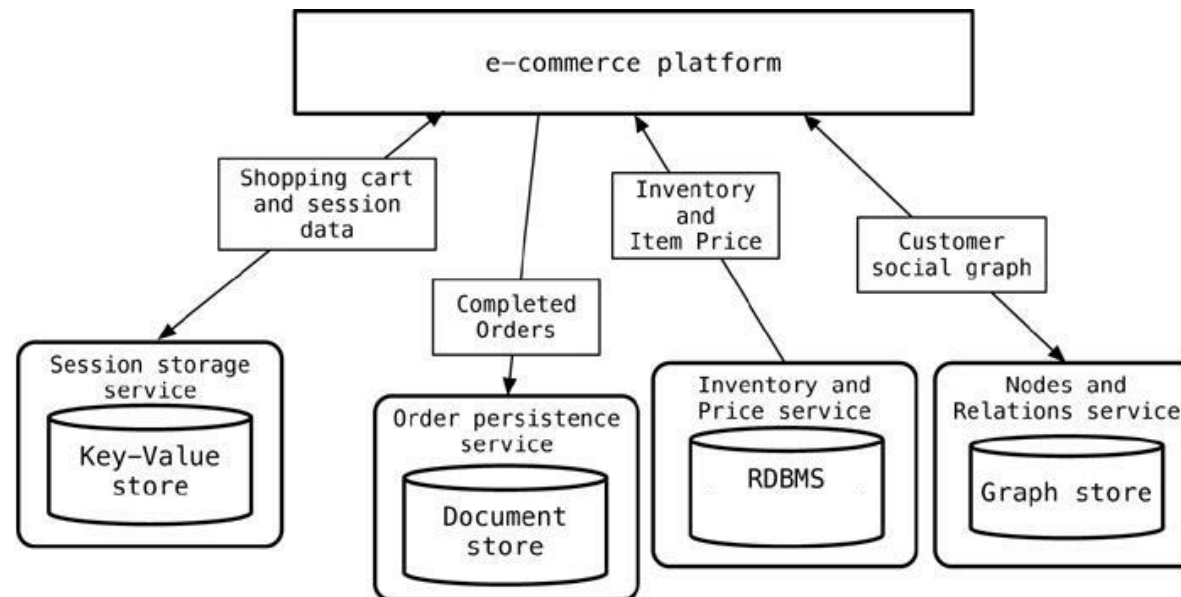 e-commerce platform
Shopping cart
and session
data
Inventory
and
Item Price
Customer
social graph
Completed
Orders
Session storage
service
Key-Value
store
Order persistence
service
Document
store
Inventory and
Price service
RDBMS
Nodes and
Relations service
Graph store